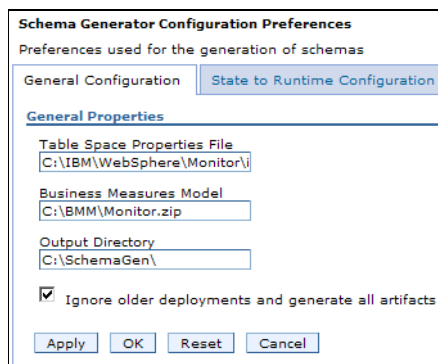 Schema Generator Configuration Preferences
Preferences used for the generation of schemas
General Configuration State to Runtime Configuration
General Properties
Table Space Properties File
C:\IBM\WebSphere\Monitor\i
Business Measures Model
C:\BMM\Monitor.zip
Output Directory
C:\SchemaGen\
Ignore older deployments and generate all artifacts
Apply OK Reset Cancel